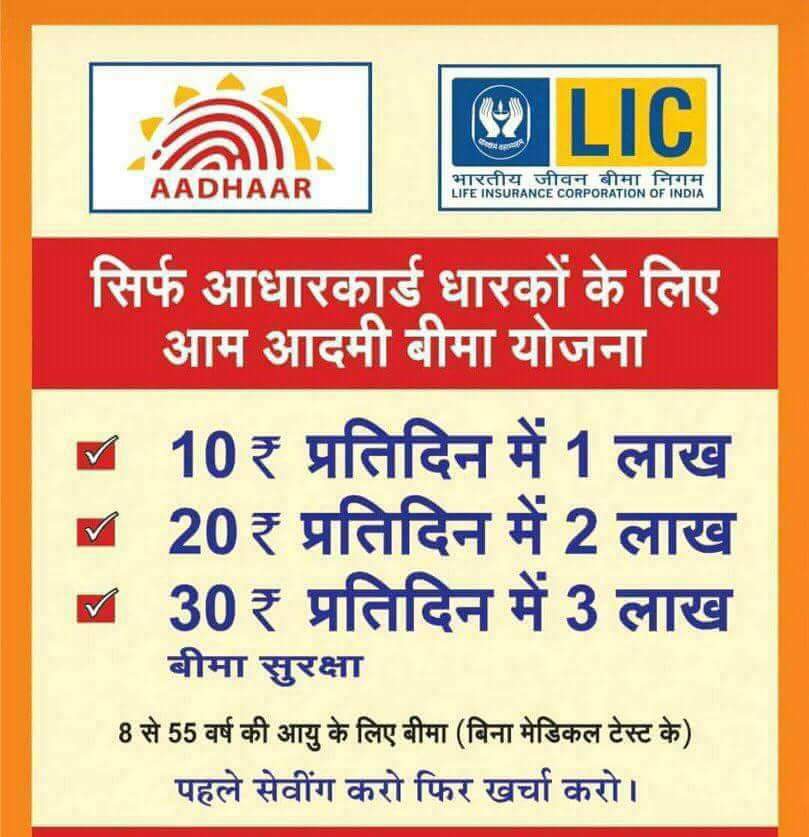 AADHAAR
LIC
भारतीय जीवन बीमा निगम
LIFE INSURANCE CORPORATION OF INDIA
सिर्फ आधारकार्ड धारकों के लिए
आम आदमी बीमा योजना
10₹ प्रतिदिन में 1 लाख
20₹ प्रतिदिन में 2 लाख
30₹ प्रतिदिन में 3 लाख
बीमा सुरक्षा
8 से 55 वर्ष की आयु के लिए बीमा (बिना मेडिकल टेस्ट के)
पहले सेवींग करो फिर खर्चा करो।